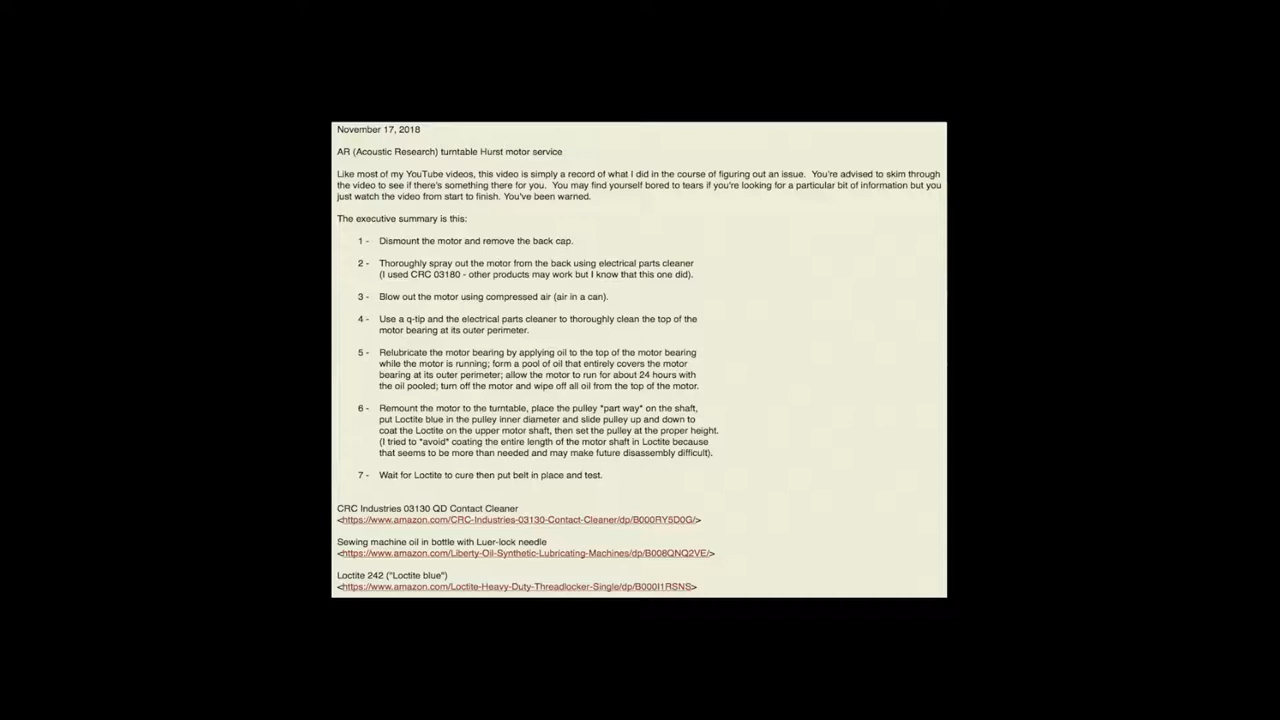 November 17, 2018
AR (Acoustic Research) turntable Hurst motor service
Like most of my YouTube videos, this video is simply a record of what I did in the course of figuring out an issue.  You're advised to skim through
the video to see if there's something there for you.  You may find yourself bored to tears if you're looking for a particular bit of information but you
just watch the video from start to finish. You've been warned.
The executive summary is this:
1 -  Dismount the motor and remove the back cap.
2 -  Thoroughly spray out the motor from the back using electrical parts cleaner
(I used CRC 03180 - other products may work but I know that this one did).
3 -  Blow out the motor using compressed air (air in a can).
4 -  Use a q-tip and the electrical parts cleaner to thoroughly clean the top of the
motor bearing at its outer perimeter.
5 -  Relubricate the motor bearing by applying oil to the top of the motor bearing
while the motor is running; form a pool of oil that entirely covers the motor
bearing at its outer perimeter; allow the motor to run for about 24 hours with
the oil pooled; turn off the motor and wipe off all oil from the top of the motor.
6 -  Remount the motor to the turntable, place the pulley *part way* on the shaft,
put Loctite blue in the pulley inner diameter and slide pulley up and down to
coat the Loctite on the upper motor shaft, then set the pulley at the proper height.
(I tried to *avoid* coating the entire length of the motor shaft in Loctite because
that seems to be more than needed and may make future disassembly difficult).
7 -  Wait for Loctite to cure then put belt in place and test.
CRC Industries 03130 QD Contact Cleaner
<https://www.amazon.com/CRC-Industries-03130-Contact-Cleaner/dp/B000RY5D0G/>
Sewing machine oil in bottle with Luer-lock needle
<https://www.amazon.com/Liberty-Oil-Synthetic-Lubricating-Machines/dp/B008QNQ2VE/>
Loctite 242 ("Loctite blue")
<https://www.amazon.com/Loctite-Heavy-Duty-Threadlocker-Single/dp/B000I1RSNS>